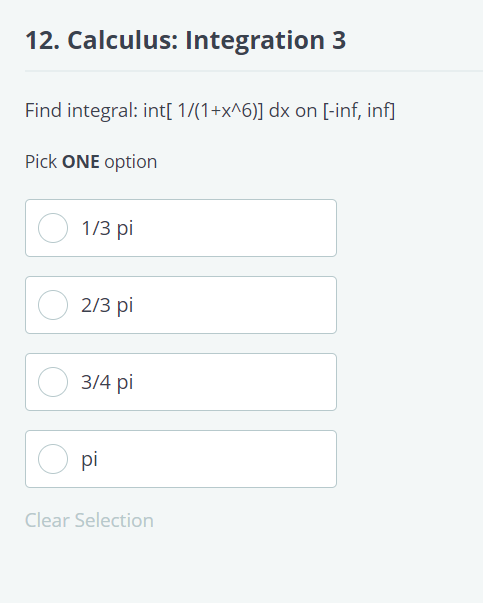 12. Calculus: Integration 3
Find integral: int[ 1/(1+x^6)] dx on [-inf, inf]
Pick ONE option
1/3 pi
2/3 pi
3/4 pi
pi
Clear Selection